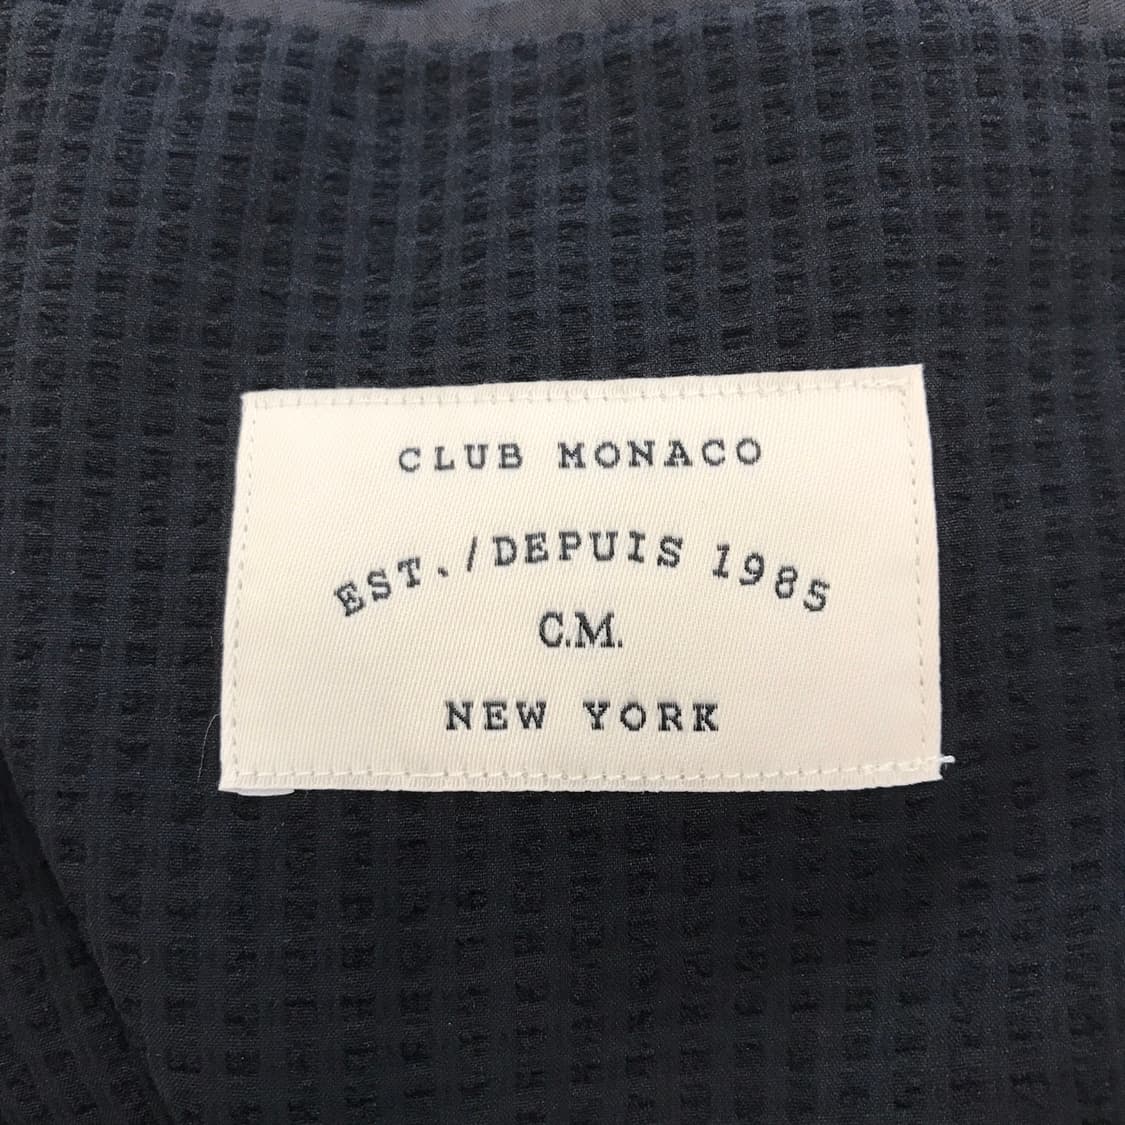 CLUB MONACO
EST./DEPUIS 1985
C.M.
NEW YORK